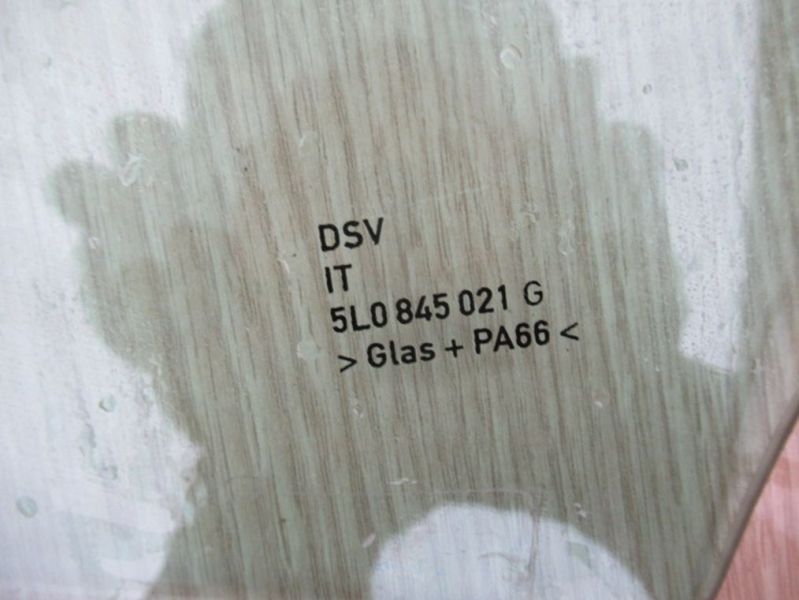 DSV
IT
5L0 845 021 G
> Glas + PA66 <